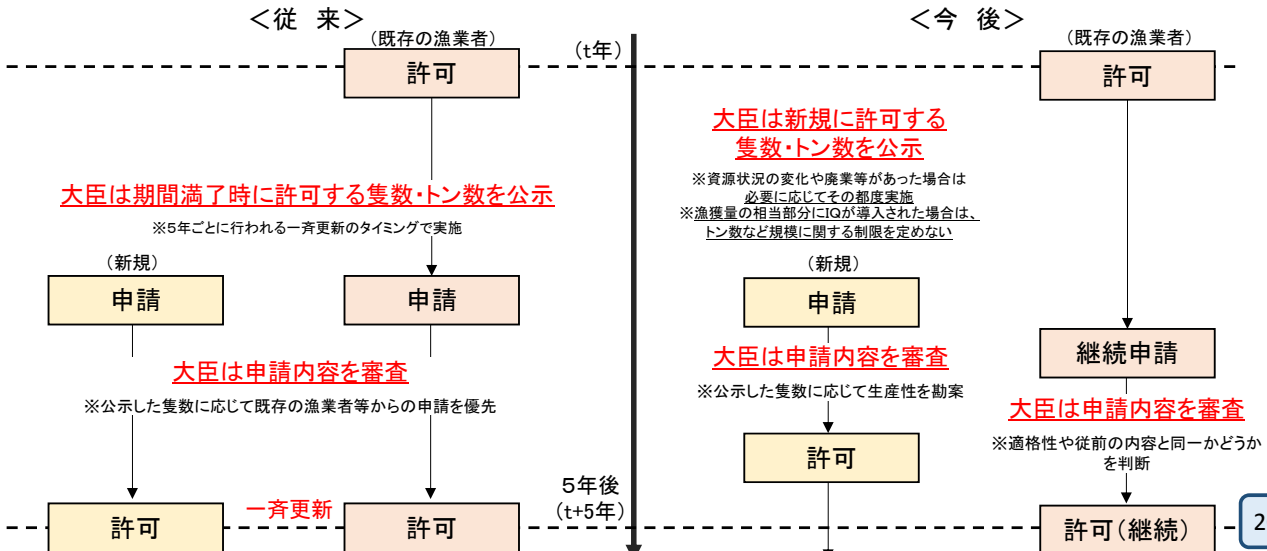 ＜従 来＞
(既存の漁業者)
(t年)
許可
大臣は期間満了時に許可する隻数・トン数を公示
※5年ごとに行われる一斉更新のタイミングで実施
(新規)
申請
申請
大臣は申請内容を審査
※公示した隻数に応じて既存の漁業者等からの申請を優先
一斉更新
許可
許可
5年後
(t+5年)
＜今 後＞
(既存の漁業者)
許可
大臣は新規に許可する
隻数・トン数を公示
※資源状況の変化や廃業等があった場合は
必要に応じてその都度実施
※漁獲量の相当部分にIQが導入された場合は、
トン数など規模に関する制限を定めない
(新規)
申請
大臣は申請内容を審査
※公示した隻数に応じて生産性を勘案
許可
継続申請
大臣は申請内容を審査
※適格性や従前の内容と同一かどうか
を判断
許可(継続)
2